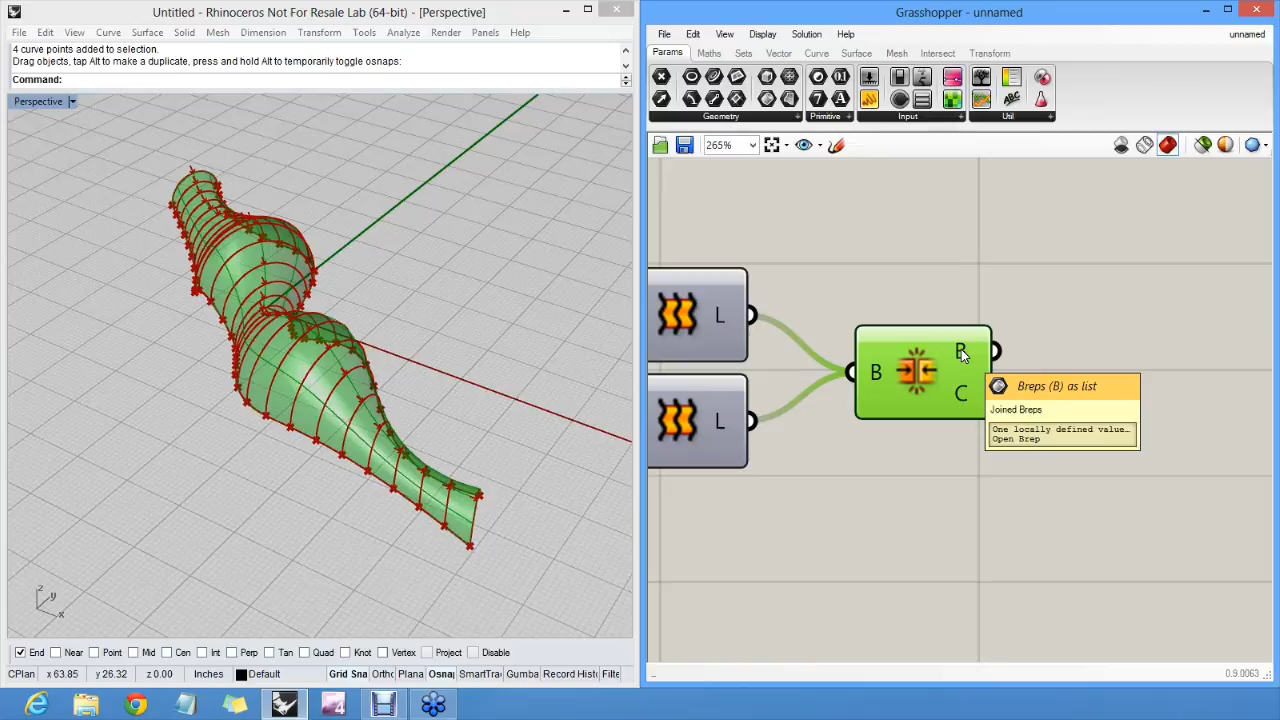 Untitled - Rhinoceros Not For Resale Lab (64-bit) - [Perspective]
File Edit View Curve Surface Solid Mesh Dimension Transform Tools Analyze Render Panels Help
4 curve points added to selection.
Drag objects, tap Alt to make a duplicate, press and hold Alt to temporarily toggle osnaps:
Command:
Perspective
z
y
x
End Near Point Mid Cen Int Perp Tan Quad Knot Vertex Project Disable
CPlan x 63.85 y 26.32 z 0.00 Inches Default Grid Sna Ortho Plana Osna SmartTra Gumba Record Hist Filte
Grasshopper - unnamed
File Edit View Display Solution Help unnamed
Params Maths Sets Vector Curve Surface Mesh Intersect Transform
Geometry Primitive Input Util
265%
L
L
B
R
C
Breps (B) as list
Joined Breps
One locally defined value…
Open Brep
0.9.0063